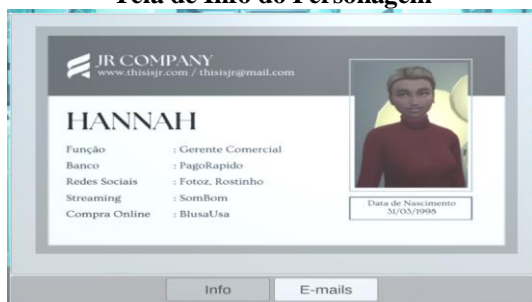 Tela de Info do Personagem
JR COMPANY
www.thisisjr.com / thisisjr@mail.com
HANNAH
Função : Gerente Comercial
Banco : PagoRapido
Redes Sociais : Fotoz, Rostinho
Streaming : SomBom
Compra Online : BlusaUsa
Data de Nascimento
31/03/1998
Info
E-mails